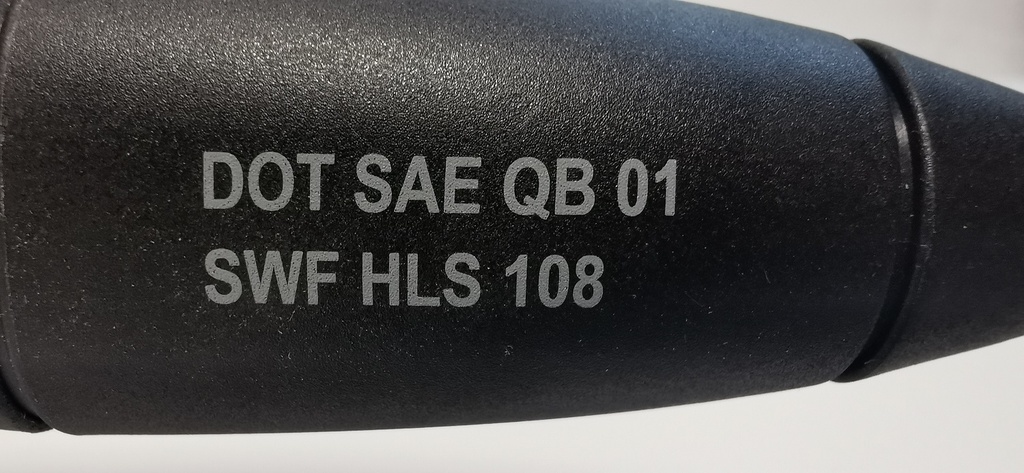 DOT SAE QB 01
SWF HLS 108